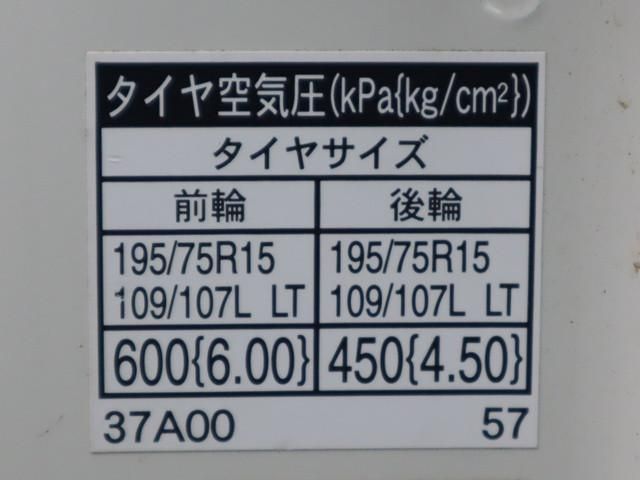 タイヤ空気圧(kPa{kg/cm²})
タイヤサイズ
前輪 後輪
195/75R15 195/75R15
109/107L LT 109/107L LT
600{6.00} 450{4.50}
37A00 57